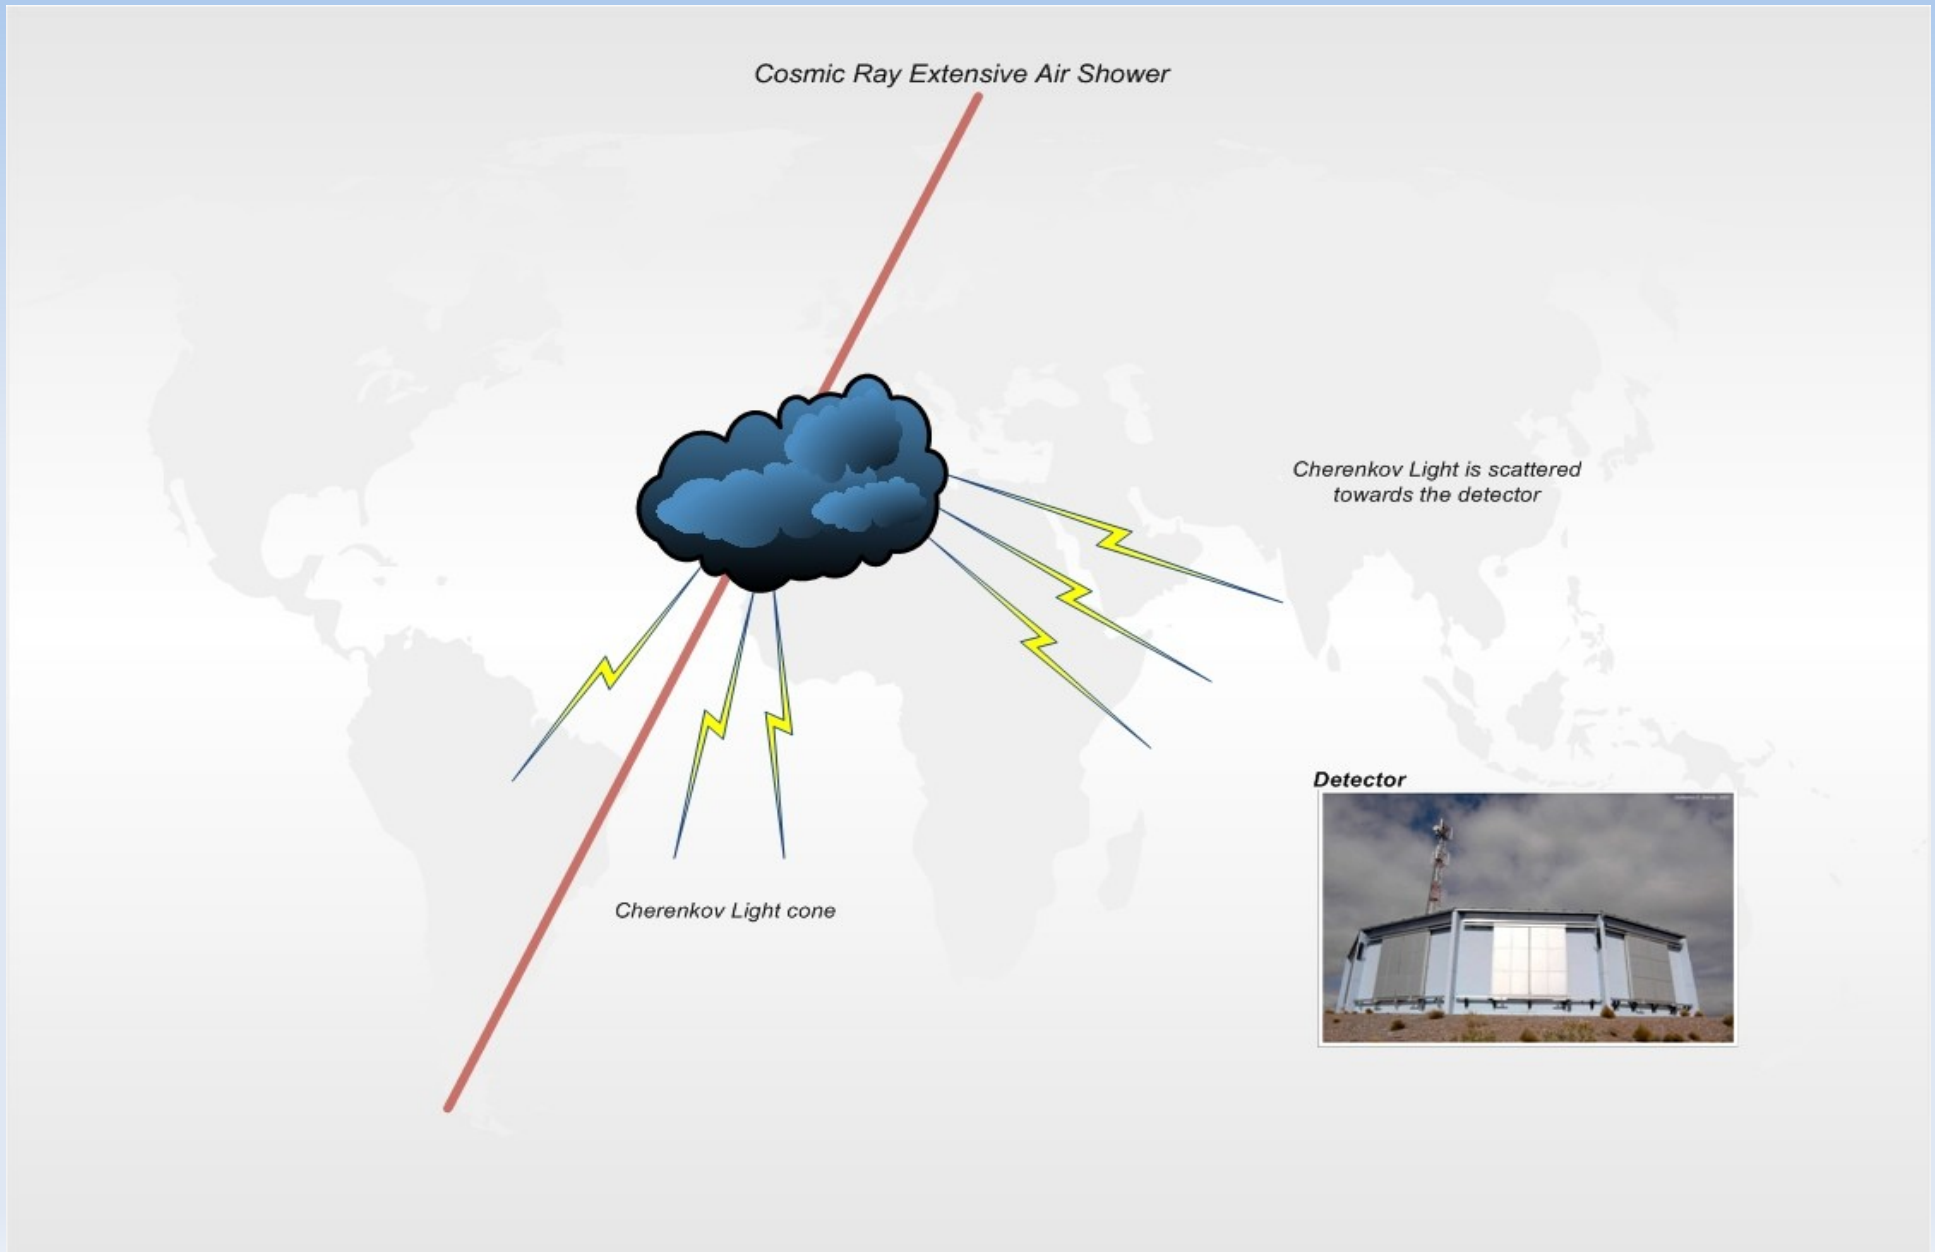 Cosmic Ray Extensive Air Shower
Cherenkov Light is scattered
towards the detector
Detector
Cherenkov Light cone